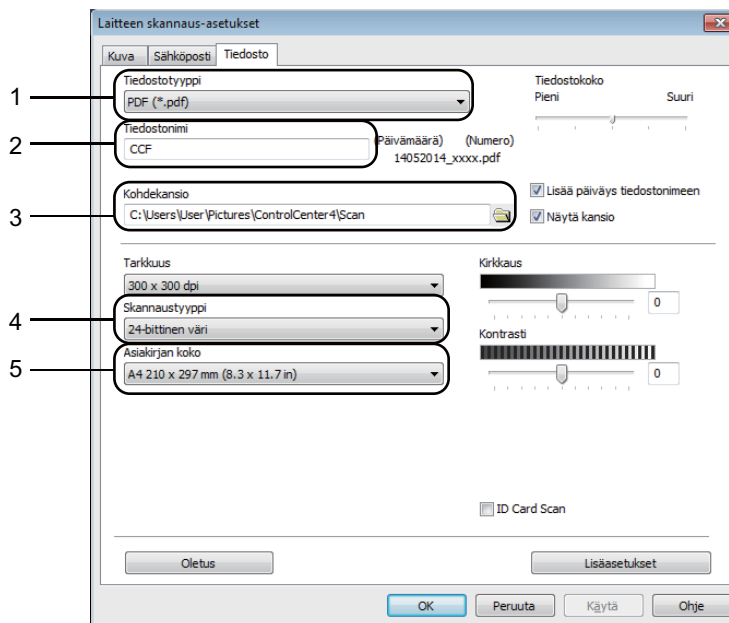 Laitteen skannaus-asetukset
Kuva Sähköposti Tiedosto
1
Tiedostotyyppi
PDF (*.pdf)
Tiedostokoko
Pieni Suuri
2
Tiedostonimi
CCF
(Päivämäärä) (Numero)
14052014_xxxx.pdf
3
Kohdekansio
C:\Users\User\Pictures\ControlCenter4\Scan
Lisää päiväys tiedostonimeen
Näytä kansio
Tarkkuus
300 x 300 dpi
Kirkkaus
0
4
Skannaustyyppi
24-bittinen väri
Kontrasti
0
5
Asiakirjan koko
A4 210 x 297 mm (8.3 x 11.7 in)
ID Card Scan
Oletus Lisäasetukset
OK Peruuta Käytä Ohje